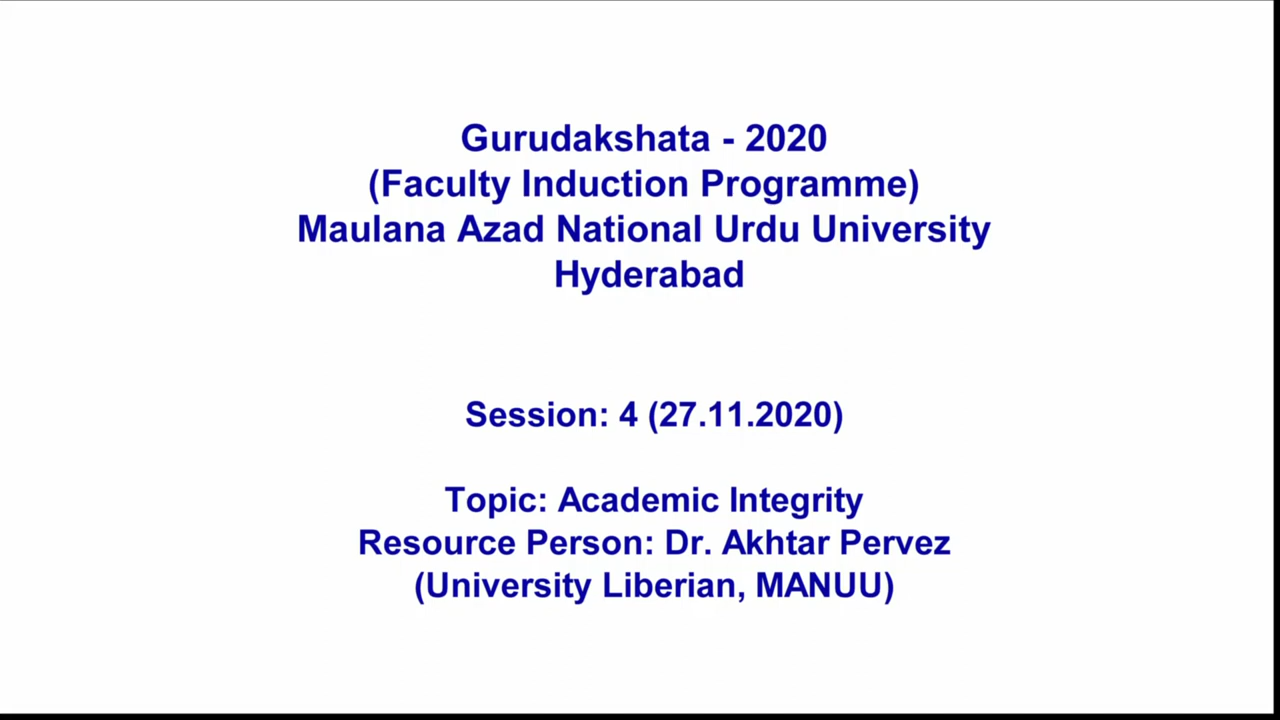 Gurudakshata - 2020
(Faculty Induction Programme)
Maulana Azad National Urdu University
Hyderabad
Session: 4 (27.11.2020)
Topic: Academic Integrity
Resource Person: Dr. Akhtar Pervez
(University Liberian, MANUU)